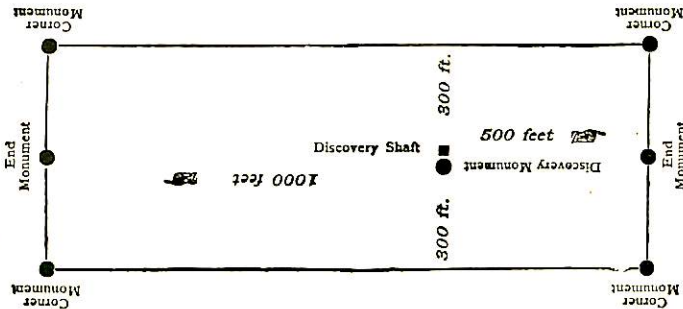 Corner
Monument
Corner
Monument
300 ft.
End
Monument
Discovery Shaft
500 feet
Discovery Monument
End
Monument
1000 feet
300 ft.
Corner
Monument
Corner
Monument